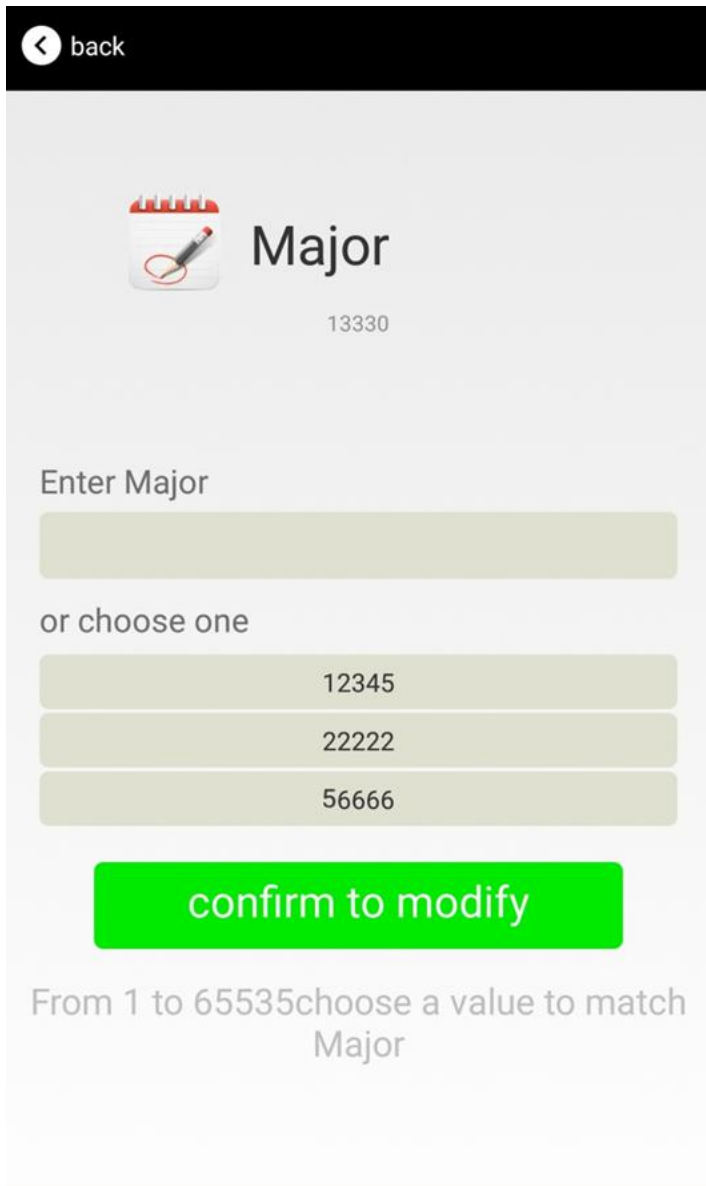 back
Major
13330
Enter Major
or choose one
12345
22222
56666
confirm to modify
From 1 to 65535choose a value to match
Major